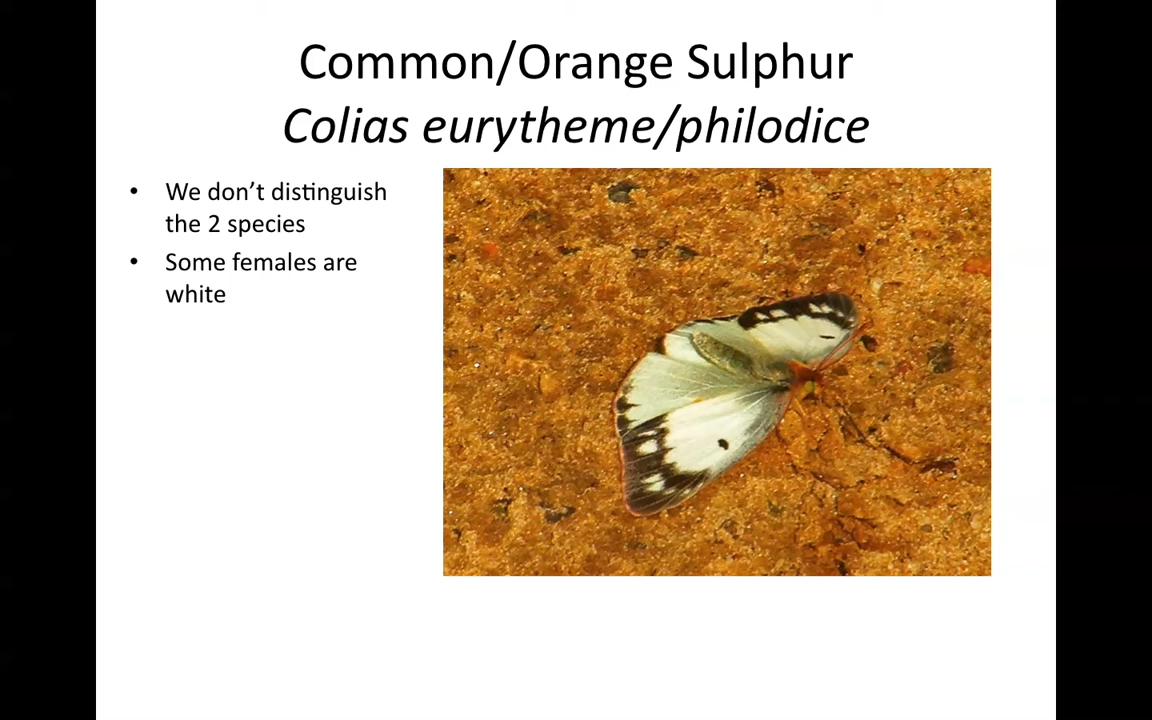 Common/Orange Sulphur
Colias eurytheme/philodice
• We don’t distinguish
the 2 species
• Some females are
white